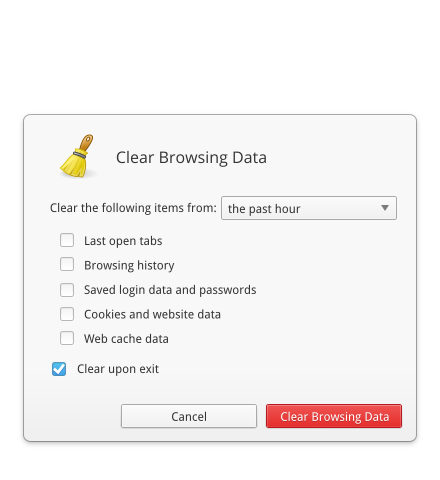 Clear Browsing Data
Clear the following items from: the past hour
Last open tabs
Browsing history
Saved login data and passwords
Cookies and website data
Web cache data
Clear upon exit
Cancel Clear Browsing Data